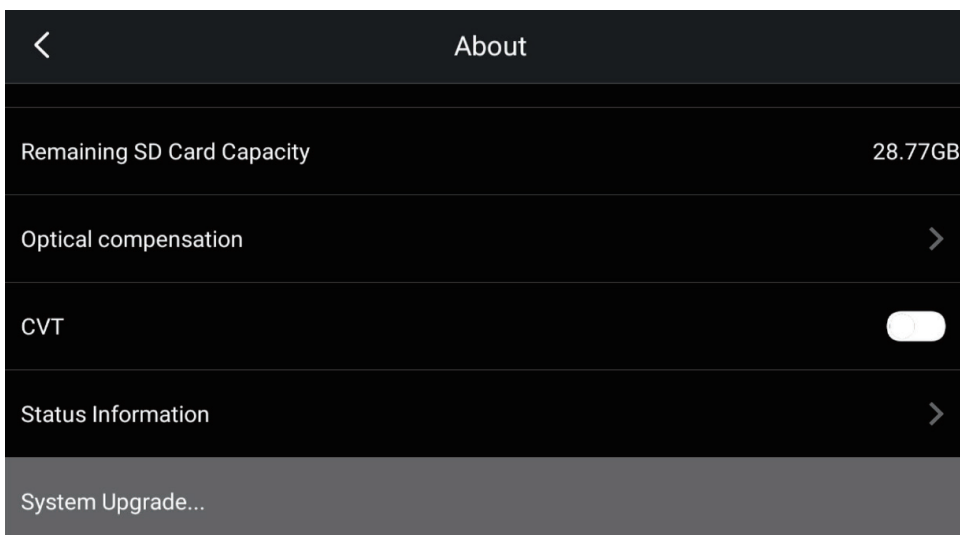 About
Remaining SD Card Capacity 28.77GB
Optical compensation
CVT
Status Information
System Upgrade...